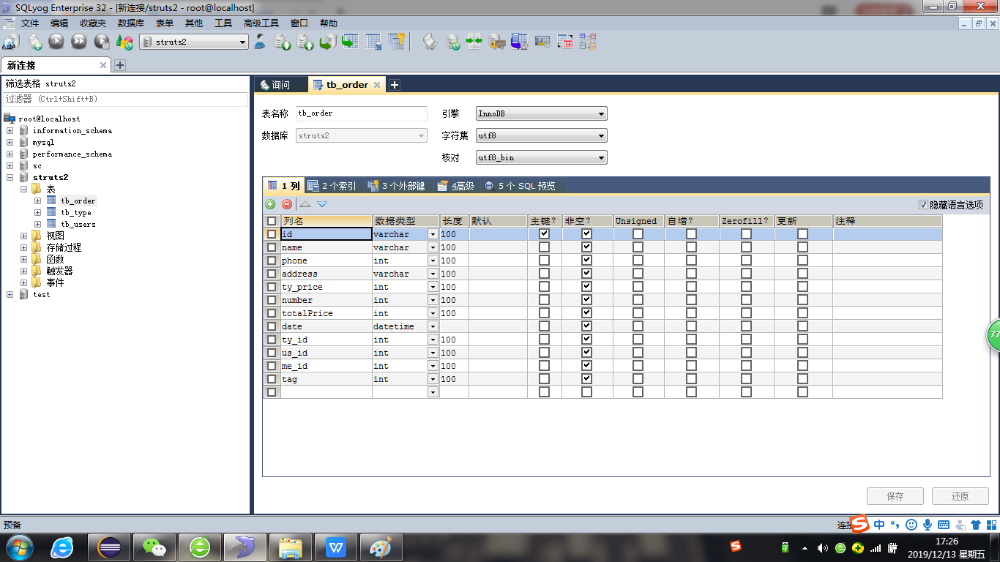 SQLyog Enterprise 32 - [新连接/struts2 - root@localhost]
文件 编辑 收藏夹 数据库 表单 其他 工具 高级工具 窗口 帮助
struts2
新连接
筛选表格 struts2
过滤器 (Ctrl+Shift+B)
root@localhost
information_schema
mysql
performance_schema
sc
struts2
表
tb_order
tb_type
tb_users
视图
存储过程
函数
触发器
事件
test
询问 tb_order
表名称 tb_order 引擎 InnoDB
数据库 struts2 字符集 utf8
核对 utf8_bin
1 列 2 个索引 3 个外部键 4高级 5 个 SQL 预览
隐藏语言选项
列名 数据类型 长度 默认 主键? 非空? Unsigned 自增? Zerofill? 更新 注释
id varchar 100
name varchar 100
phone int 100
address varchar 100
ty_price int 100
number int 100
totalPrice int 100
date datetime
ty_id int 100
us_id int 100
me_id int 100
tag int 100
77
保存 还原
预备
连接
中
17:26
2019/12/13 星期五